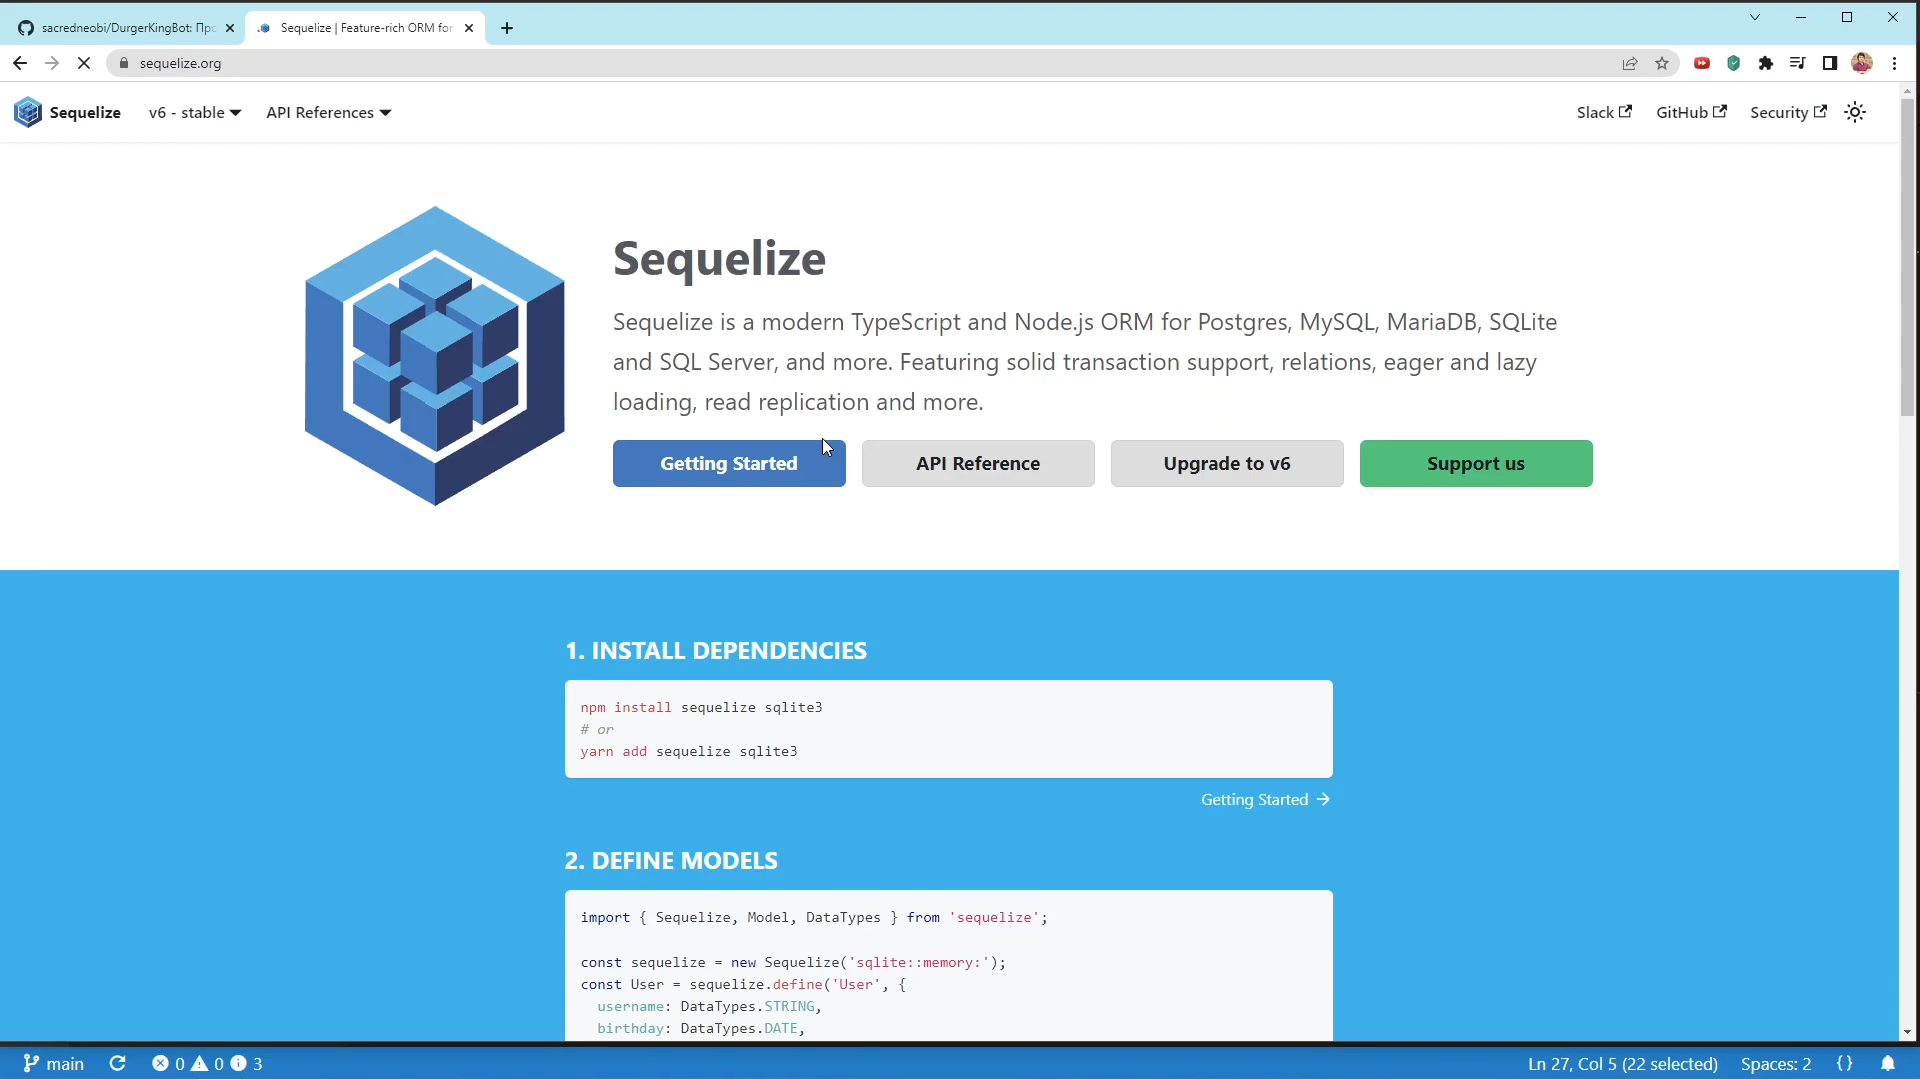 sacredneobi/DurgerKingBot: Про
Sequelize | Feature-rich ORM for
sequelize.org
Sequelize
v6 - stable
API References
Slack
GitHub
Security
Sequelize
Sequelize is a modern TypeScript and Node.js ORM for Postgres, MySQL, MariaDB, SQLite
and SQL Server, and more. Featuring solid transaction support, relations, eager and lazy
loading, read replication and more.
Getting Started
API Reference
Upgrade to v6
Support us
1. INSTALL DEPENDENCIES
npm install sequelize sqlite3
# or
yarn add sequelize sqlite3
Getting Started →
2. DEFINE MODELS
import { Sequelize, Model, DataTypes } from 'sequelize';
const sequelize = new Sequelize('sqlite::memory:');
const User = sequelize.define('User', {
username: DataTypes.STRING,
birthday: DataTypes.DATE,
main
0
0
3
Ln 27, Col 5 (22 selected)
Spaces: 2
{}